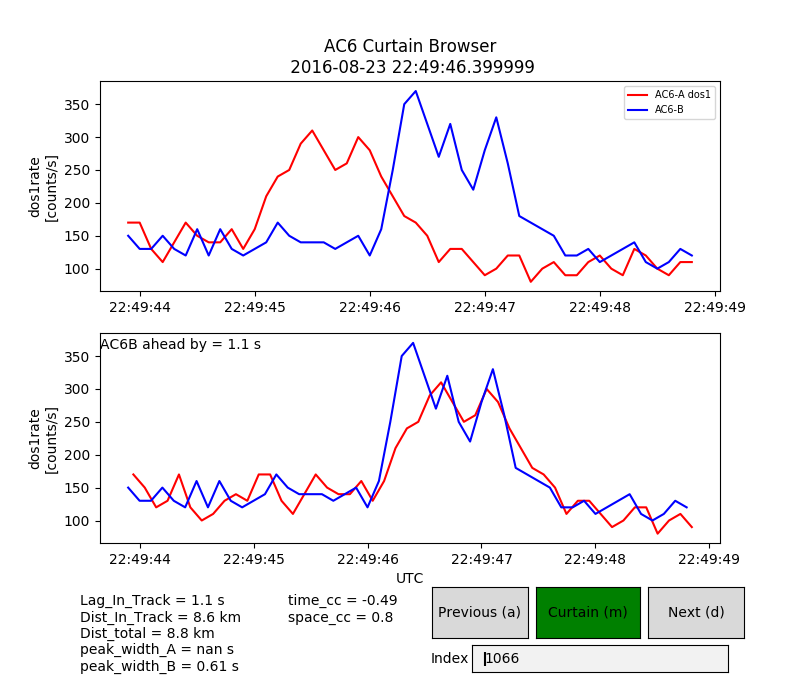 AC6 Curtain Browser
2016-08-23 22:49:46.399999
dos1rate
[counts/s]
350
300
250
200
150
100
AC6-A dos1
AC6-B
22:49:44 22:49:45 22:49:46 22:49:47 22:49:48 22:49:49
AC6B ahead by = 1.1 s
dos1rate
[counts/s]
350
300
250
200
150
100
22:49:44 22:49:45 22:49:46 22:49:47 22:49:48 22:49:49
UTC
Lag_In_Track = 1.1 s
Dist_In_Track = 8.6 km
Dist_total = 8.8 km
peak_width_A = nan s
peak_width_B = 0.61 s
time_cc = -0.49
space_cc = 0.8
Previous (a) Curtain (m) Next (d)
Index 1066